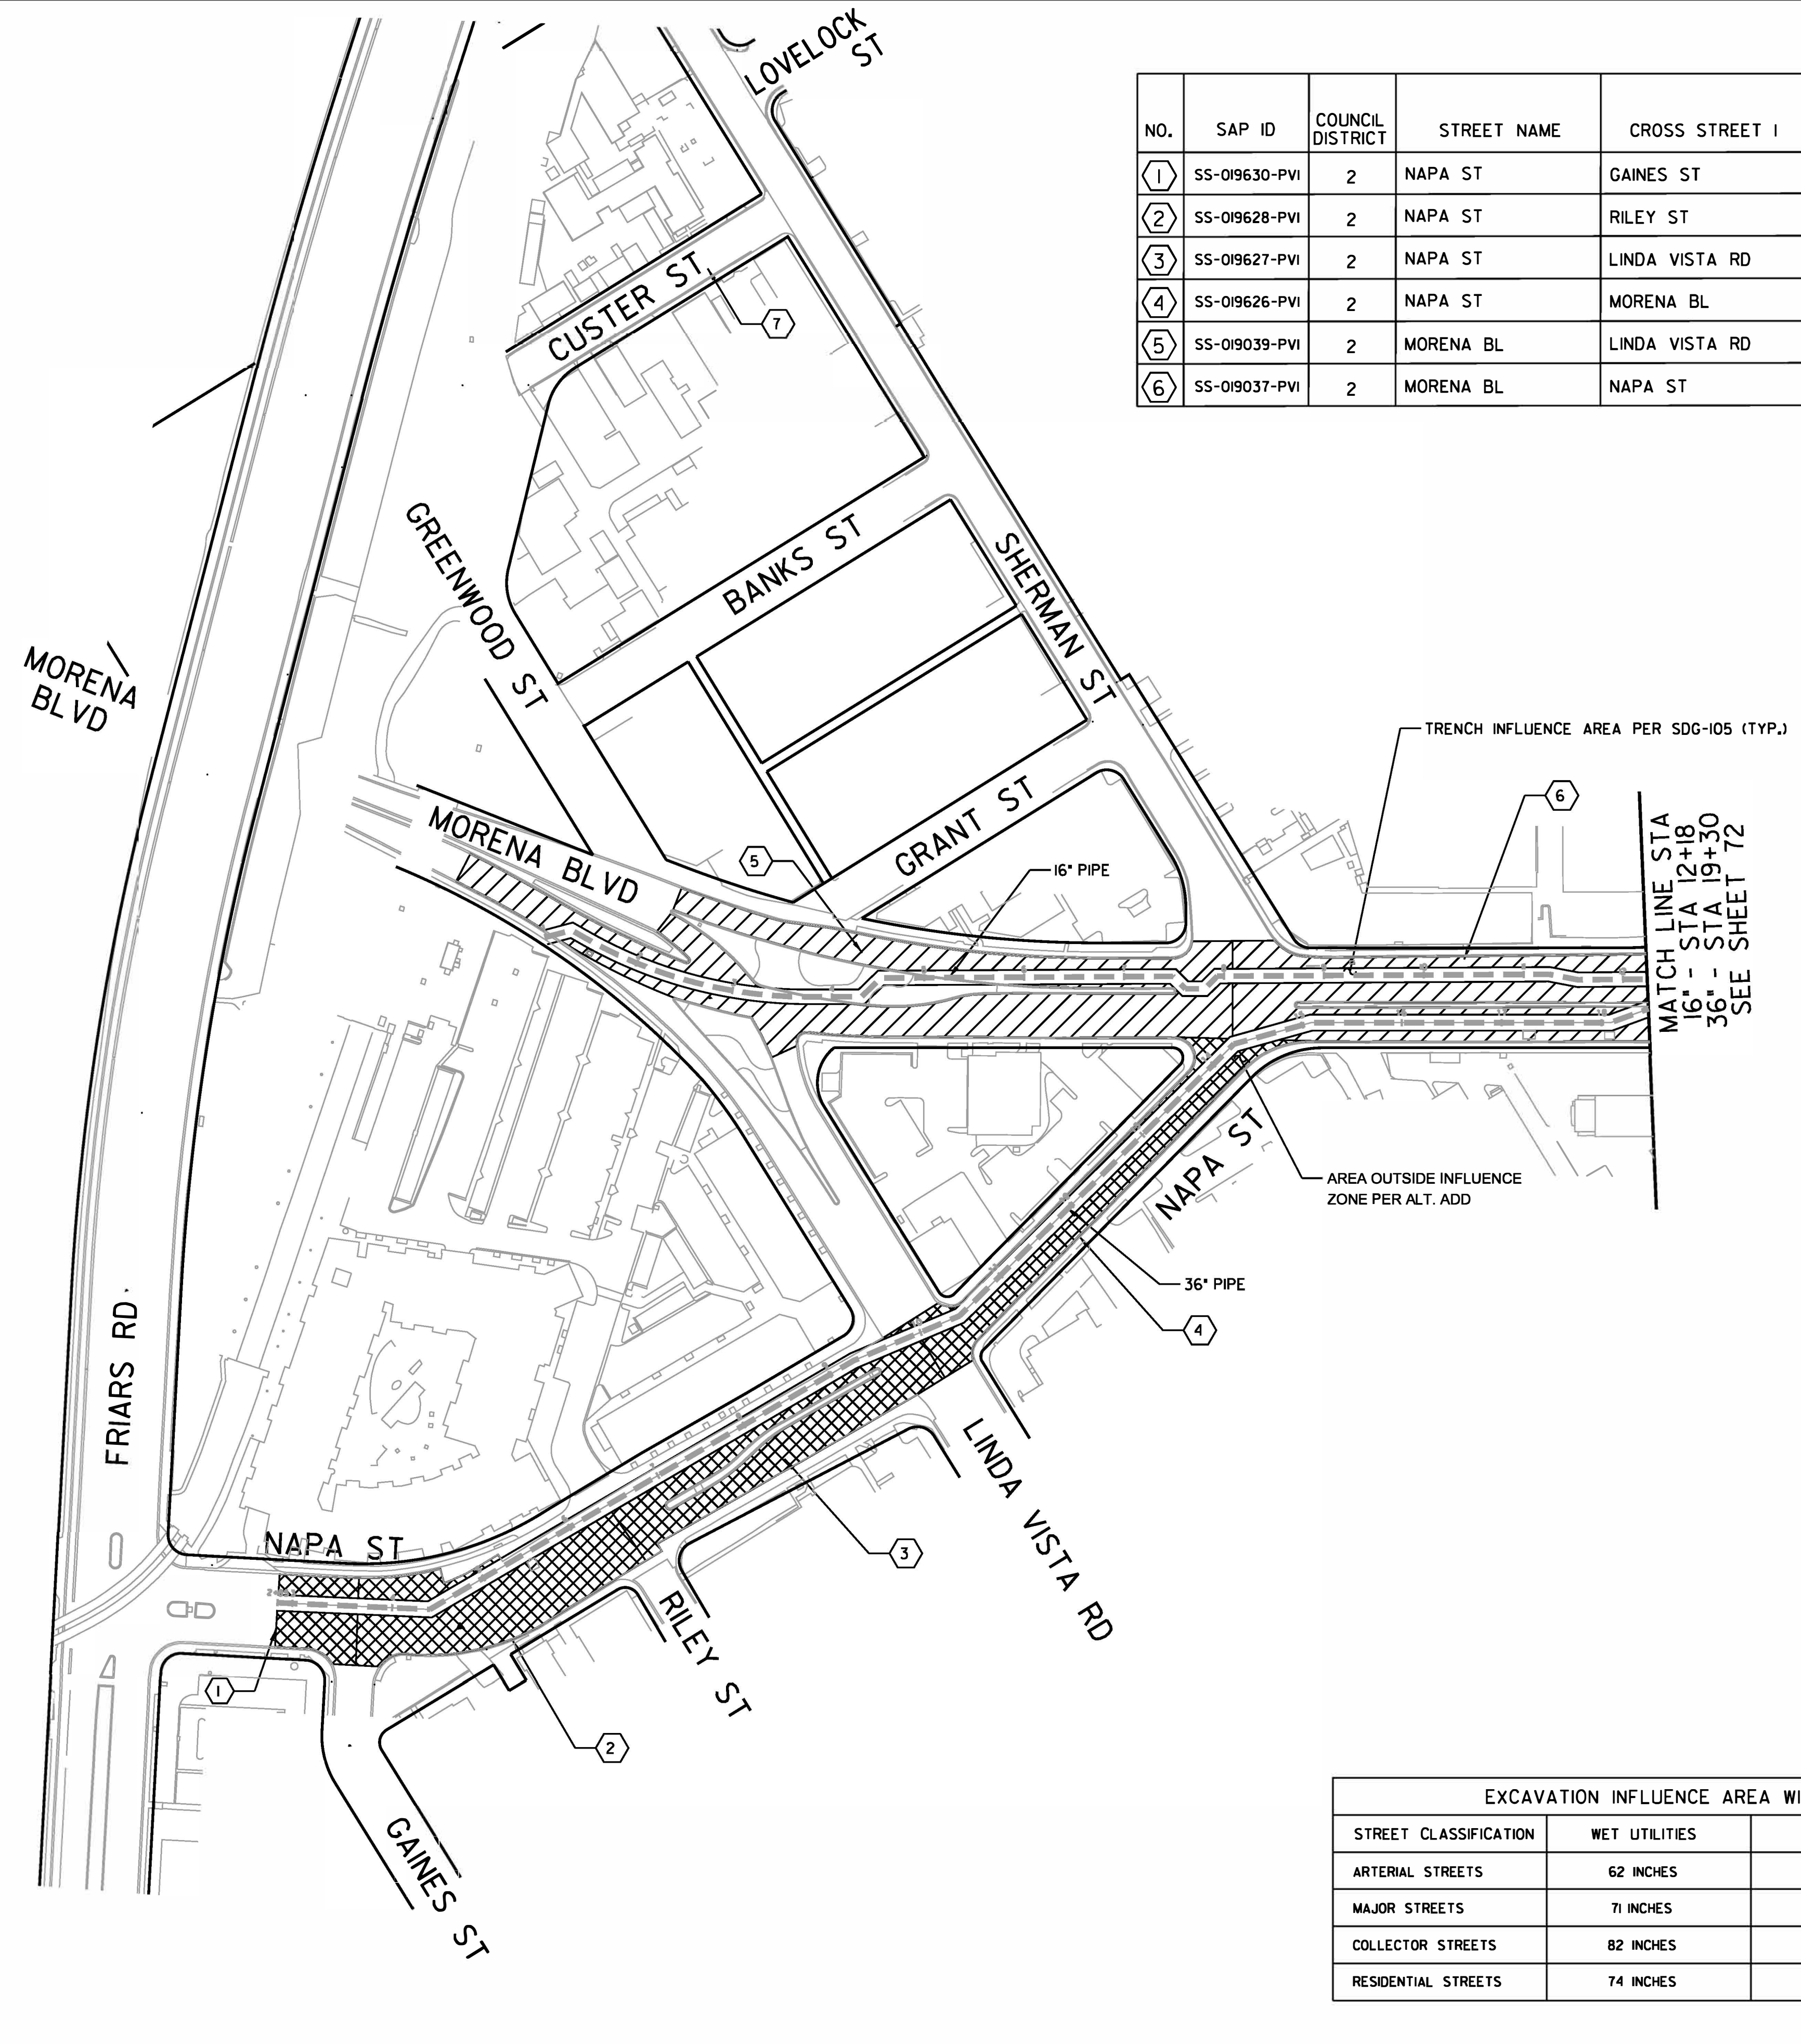 LOVELOCK
ST
NO.
SAP ID
COUNCIL
DISTRICT
STREET NAME
CROSS STREET 1
1
SS-019630-PV1
2
NAPA ST
GAINES ST
2
SS-019628-PV1
2
NAPA ST
RILEY ST
3
SS-019627-PV1
2
NAPA ST
LINDA VISTA RD
4
SS-019626-PV1
2
NAPA ST
MORENA BL
5
SS-019039-PV1
2
MORENA BL
LINDA VISTA RD
6
SS-019037-PV1
2
MORENA BL
NAPA ST
CUSTER ST
7
GREENWOOD ST
BANKS ST
SHERMAN ST
MORENA
BLVD
TRENCH INFLUENCE AREA PER SDG-105 (TYP.)
6
MORENA BLVD
5
GRANT ST
16" PIPE
MATCH LINE STA
16" - STA 12+18
36" - STA 19+30
SEE SHEET 72
NAPA ST
AREA OUTSIDE INFLUENCE
ZONE PER ALT. ADD
36" PIPE
4
FRIARS RD
LINDA VISTA RD
NAPA ST
3
RILEY ST
1
2
GAINES ST
EXCAVATION INFLUENCE AREA WI
STREET CLASSIFICATION
WET UTILITIES
ARTERIAL STREETS
62 INCHES
MAJOR STREETS
71 INCHES
COLLECTOR STREETS
82 INCHES
RESIDENTIAL STREETS
74 INCHES